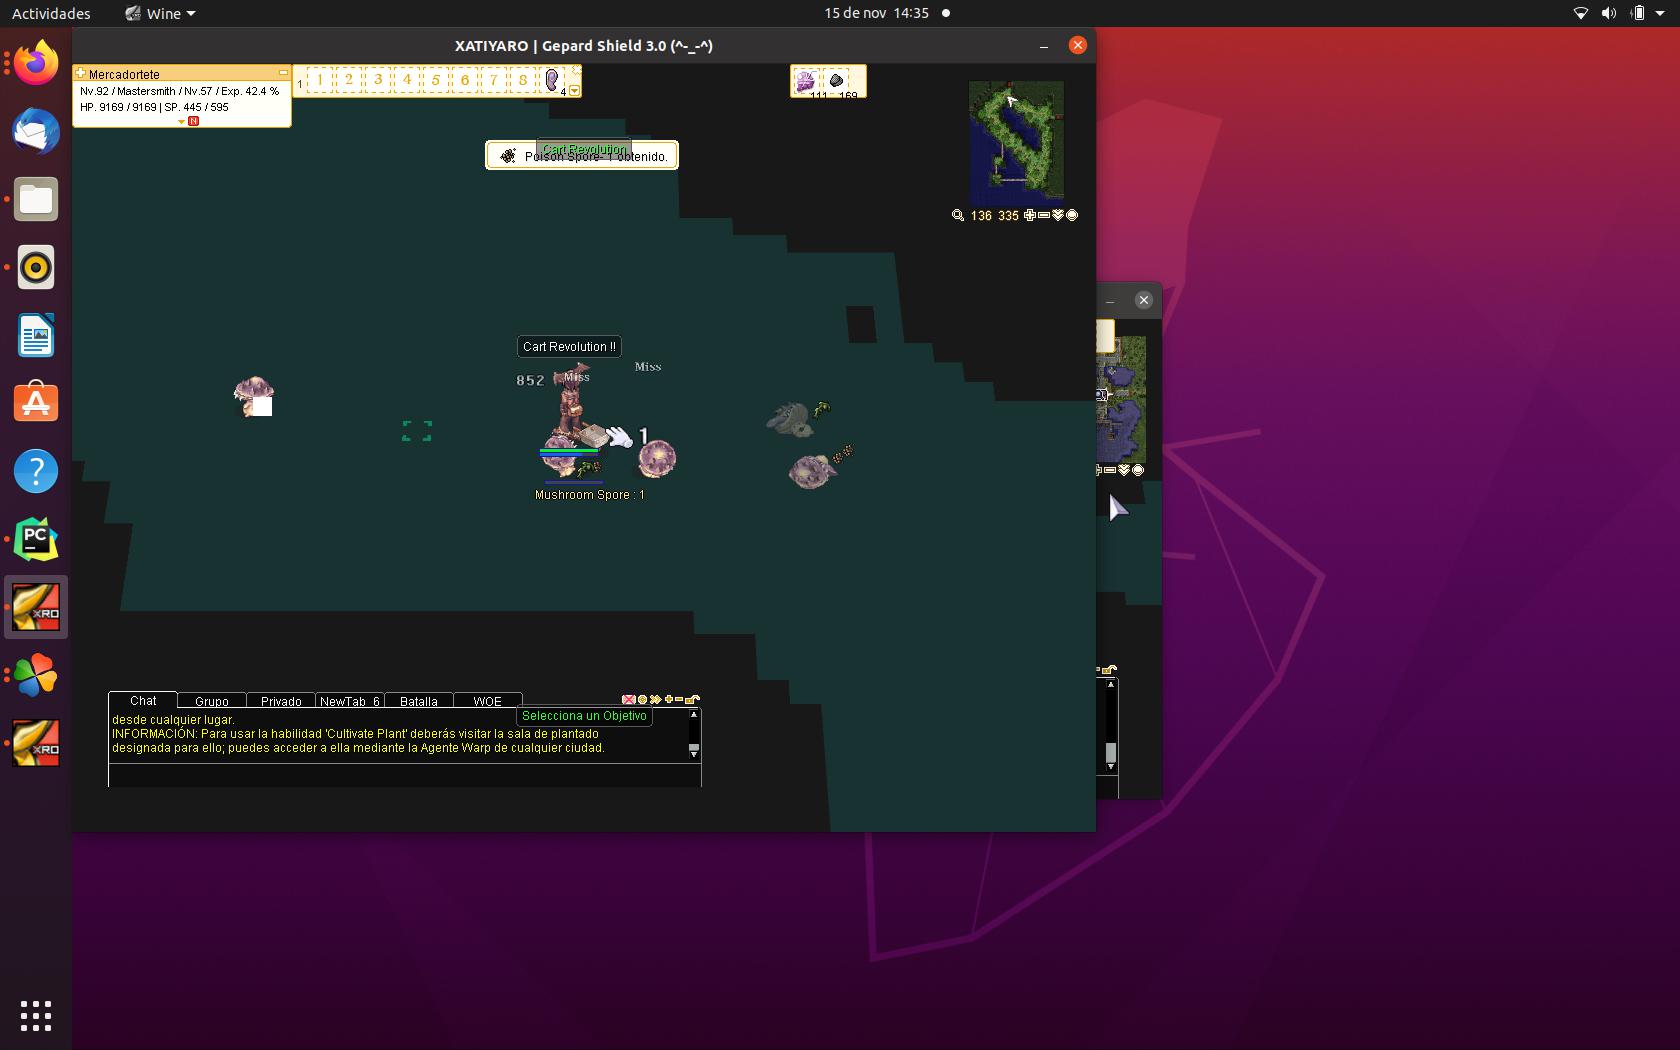 Actividades
Wine
15 de nov 14:35
XATIYARO | Gepard Shield 3.0 (^-_-^)
Mercadortete
Nv.92 / Mastersmith / Nv.57 / Exp. 42.4 %
HP. 9169 / 9169 | SP. 445 / 595
N
1 1 2 3 4 5 6 7 8 4
111 169
Cart Revolution
Poison Spore- 1 obtenido.
136 335
Cart Revolution !!
Miss
852 Miss
1
Mushroom Spore : 1
PC
XRO
Chat Grupo Privado NewTab_6 Batalla WOE
Selecciona un Objetivo
desde cualquier lugar.
INFORMACIÓN: Para usar la habilidad 'Cultivate Plant' deberás visitar la sala de plantado
designada para ello; puedes acceder a ella mediante la Agente Warp de cualquier ciudad.
XRO